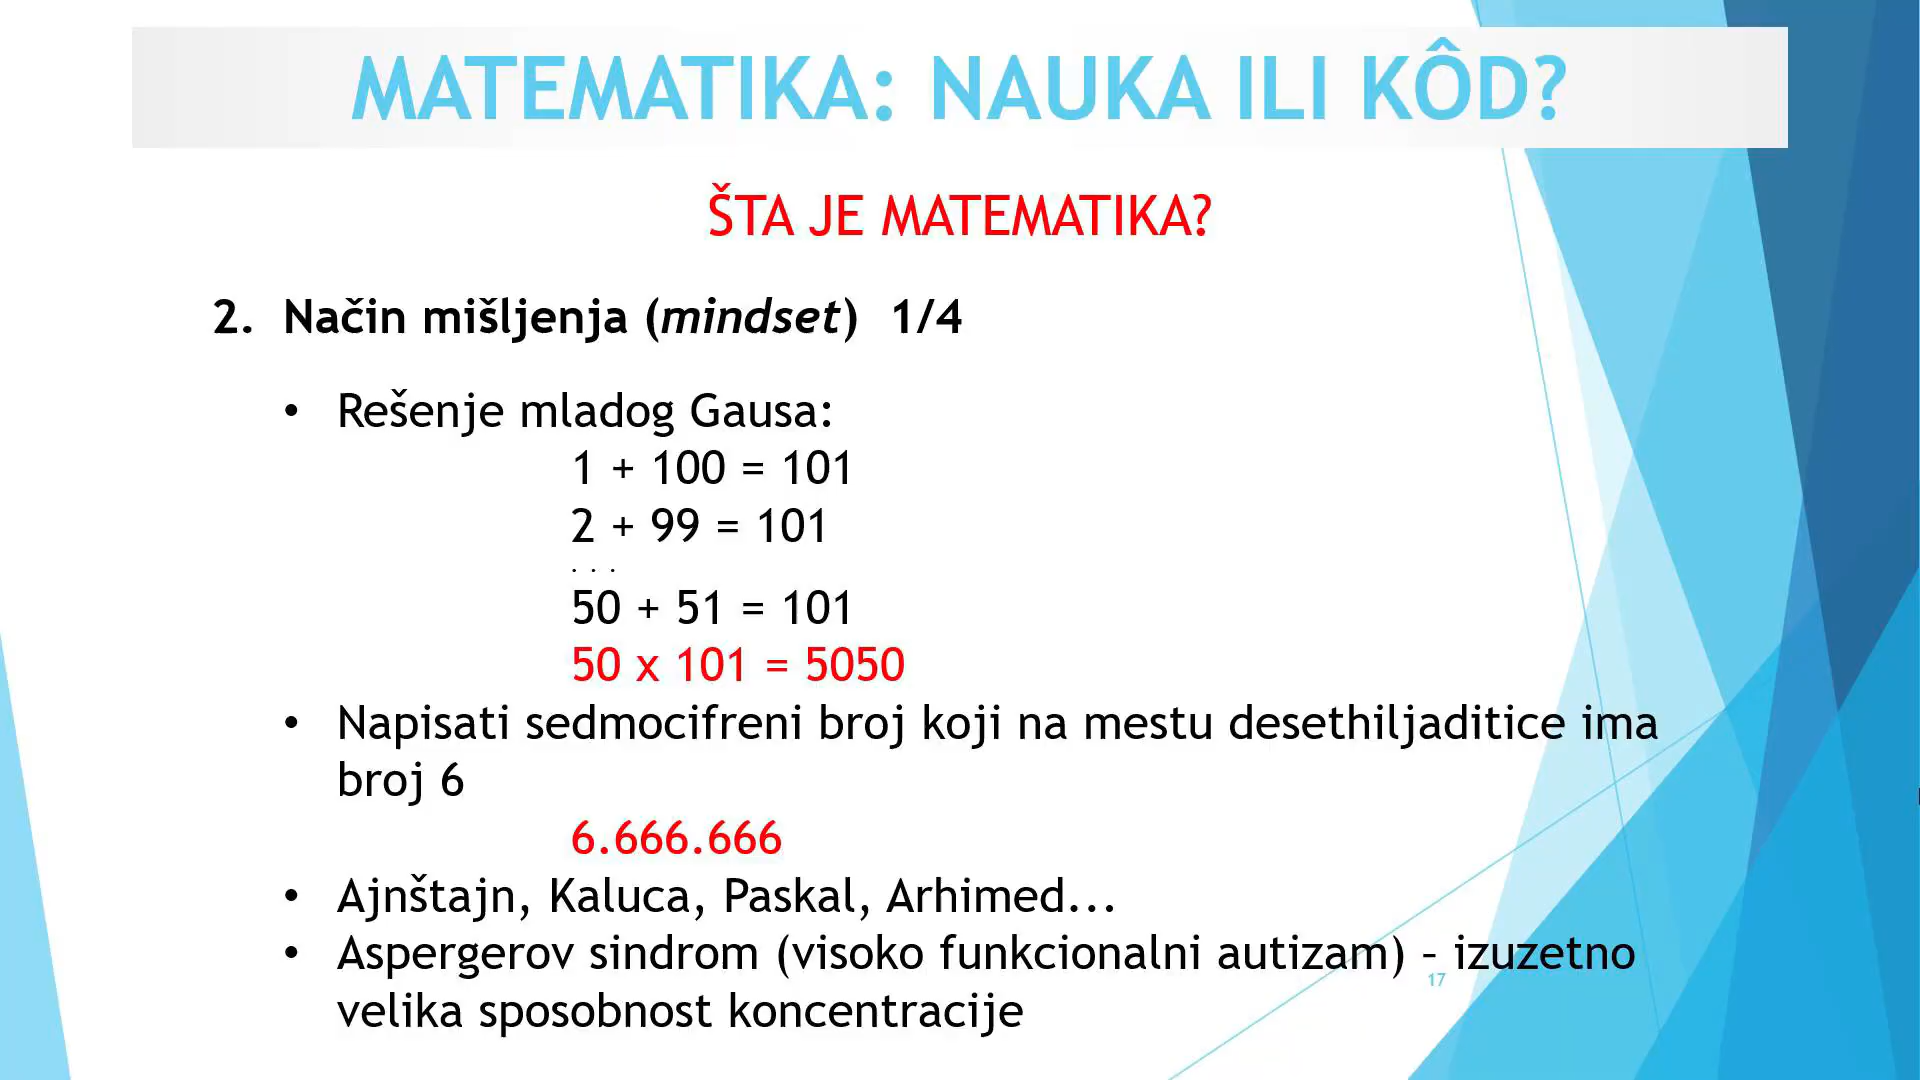 MATEMATIKA: NAUKA ILI KÔD?
ŠTA JE MATEMATIKA?
2. Način mišljenja (mindset) 1/4
• Rešenje mladog Gausa:
1 + 100 = 101
2 + 99 = 101
. . .
50 + 51 = 101
50 x 101 = 5050
• Napisati sedmocifreni broj koji na mestu desethiljaditice ima
broj 6
6.666.666
• Ajnštajn, Kaluca, Paskal, Arhimed...
• Aspergerov sindrom (visoko funkcionalni autizam) – izuzetno
velika sposobnost koncentracije
17